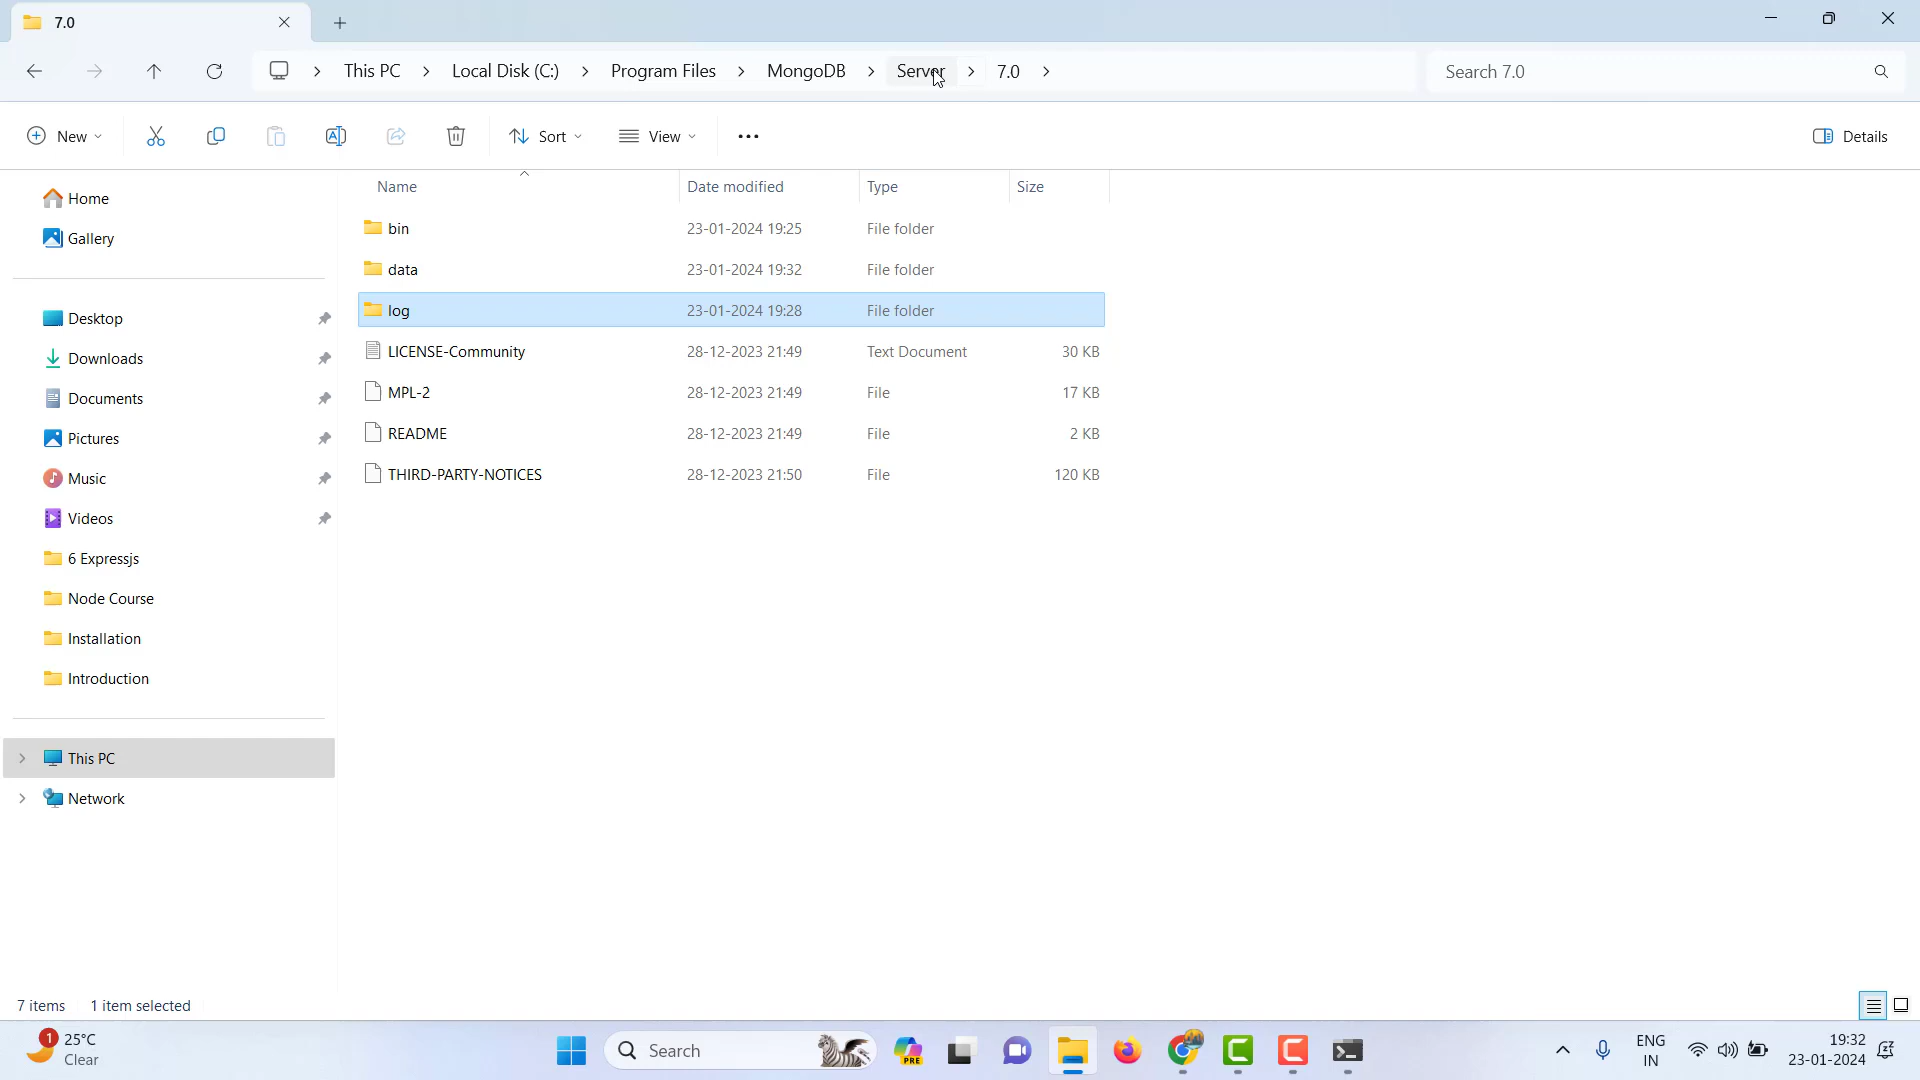 7.0
This PC Local Disk (C:) Program Files MongoDB Server 7.0
Search 7.0
New Sort View Details
Name Date modified Type Size
Home
Gallery
Desktop
Downloads
Documents
Pictures
Music
Videos
6 Expressjs
Node Course
Installation
Introduction
This PC
Network
bin 23-01-2024 19:25 File folder
data 23-01-2024 19:32 File folder
log 23-01-2024 19:28 File folder
LICENSE-Community 28-12-2023 21:49 Text Document 30 KB
MPL-2 28-12-2023 21:49 File 17 KB
README 28-12-2023 21:49 File 2 KB
THIRD-PARTY-NOTICES 28-12-2023 21:50 File 120 KB
7 items 1 item selected
1
25°C
Clear
Search
PRE
ENG
IN
19:32
23-01-2024